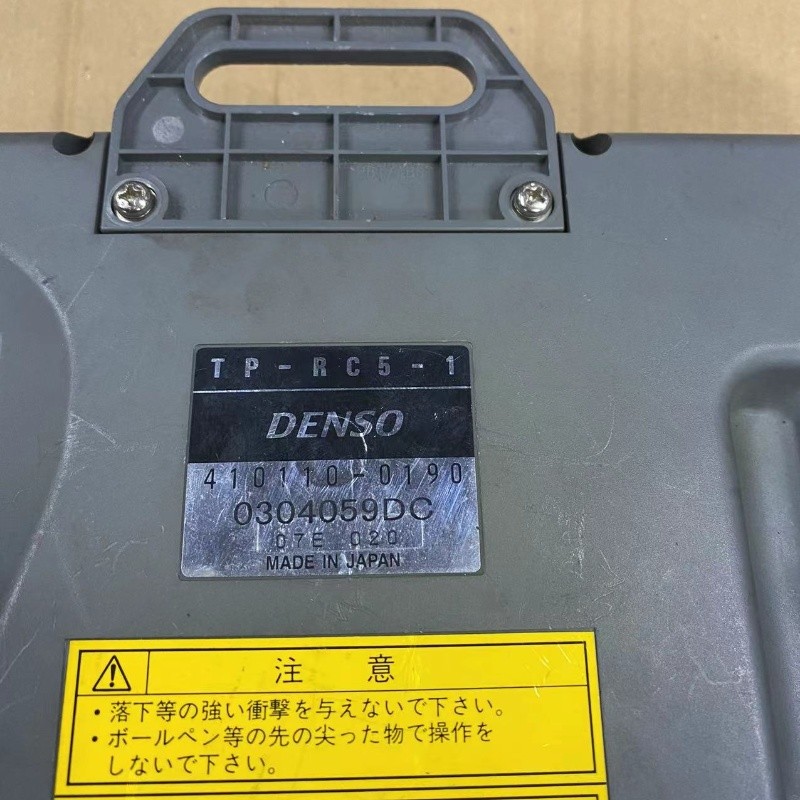 TP-RC5-1
DENSO
410110-0190
0304059DC
07E 020
MADE IN JAPAN
注意
・落下等の強い衝撃を与えないで下さい。
・ボールペン等の先の尖った物で操作を
しないで下さい。